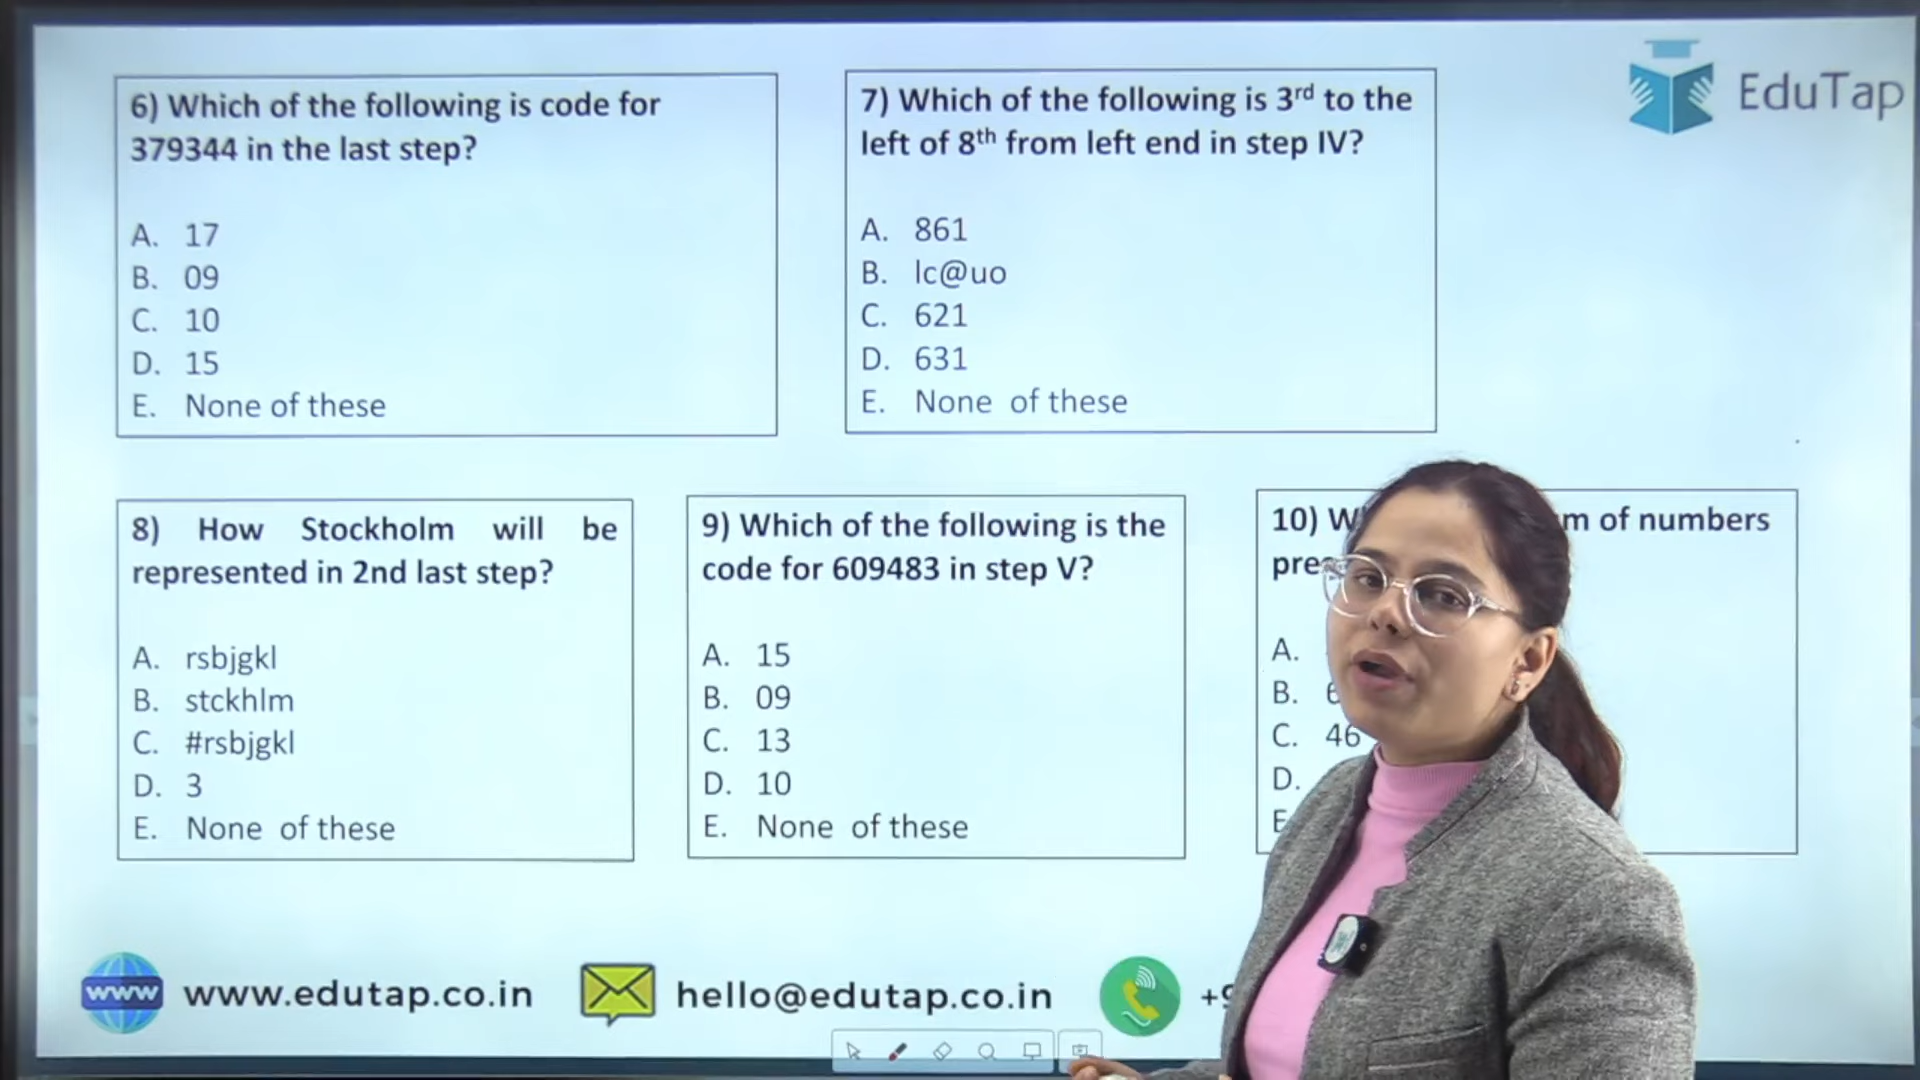 EduTap
6) Which of the following is code for
379344 in the last step?
A. 17
B. 09
C. 10
D. 15
E. None of these
7) Which of the following is 3rd to the
left of 8th from left end in step IV?
A. 861
B. lc@uo
C. 621
D. 631
E. None of these
8) How Stockholm will be
represented in 2nd last step?
A. rsbjgkl
B. stckhlm
C. #rsbjgkl
D. 3
E. None of these
9) Which of the following is the
code for 609483 in step V?
A. 15
B. 09
C. 13
D. 10
E. None of these
10) m of numbers
A.
B.
C. 46
D.
E
www www.edutap.co.in hello@edutap.co.in